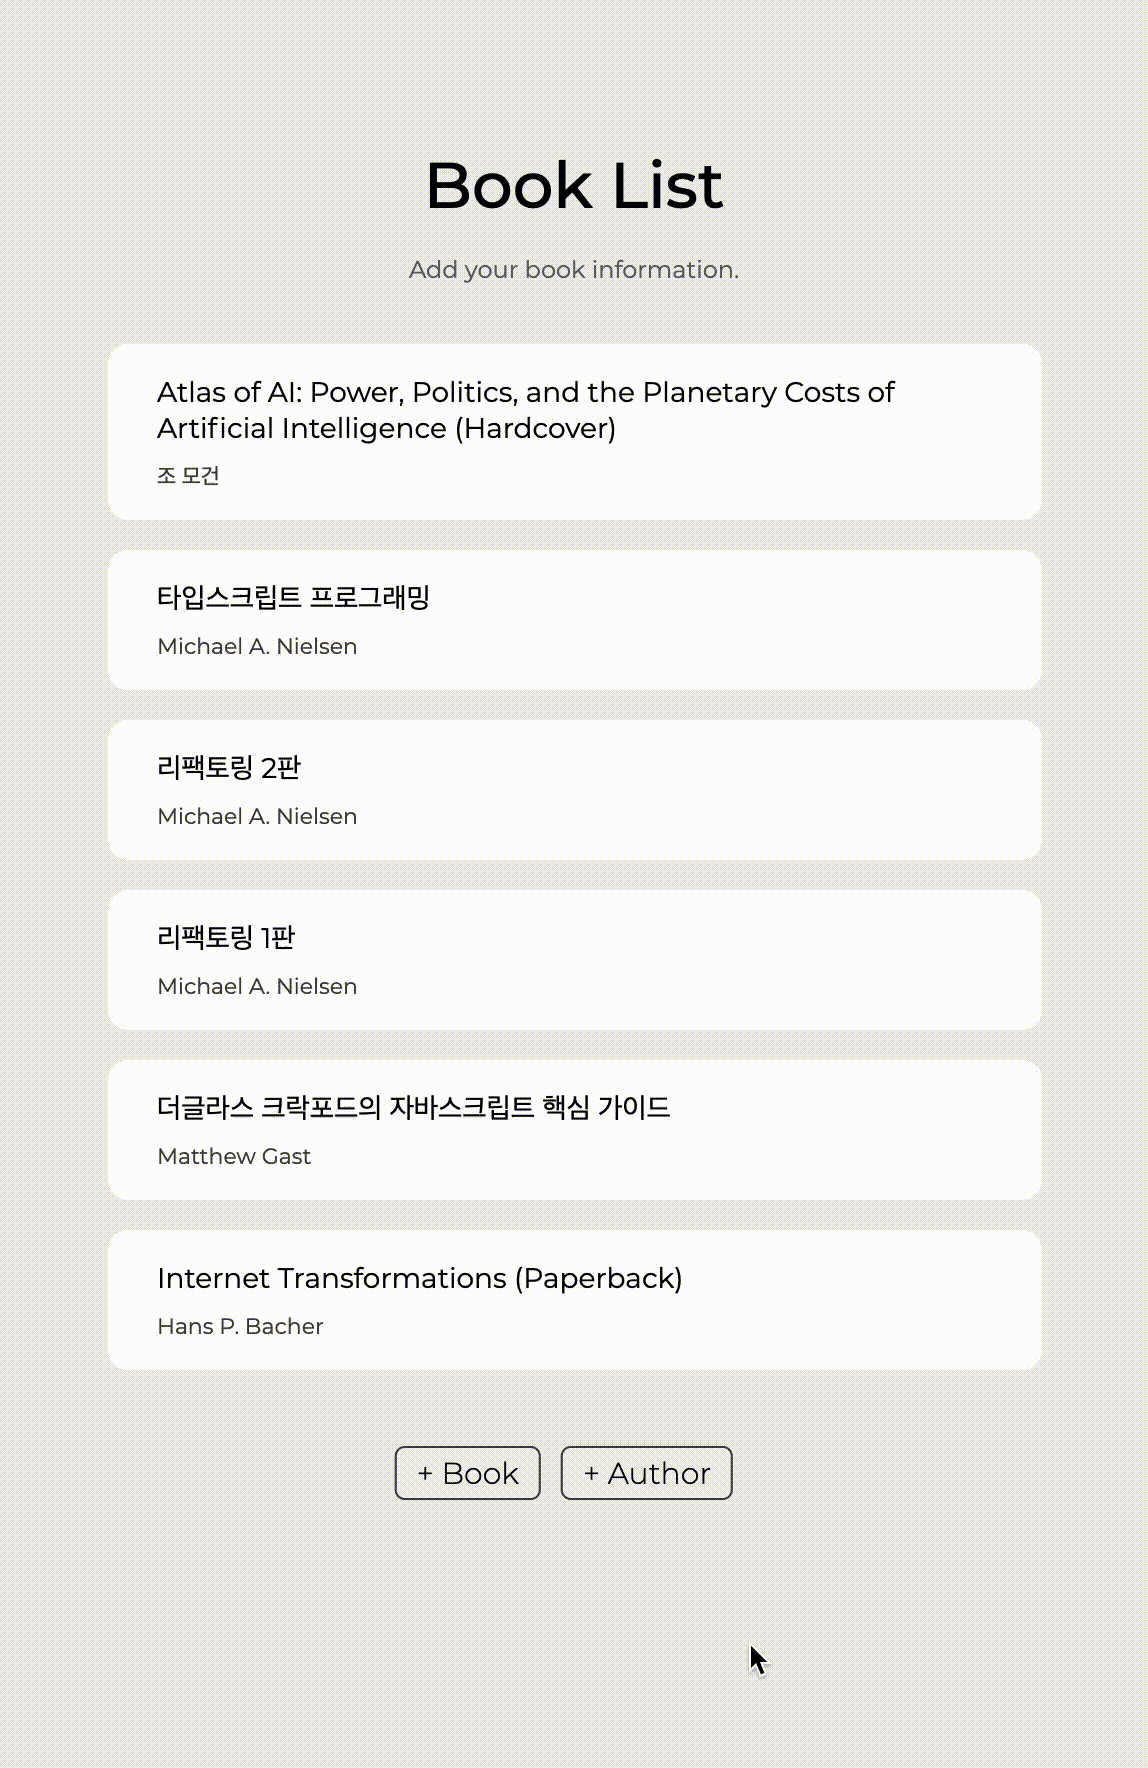 Book List
Add your book information.
Atlas of AI: Power, Politics, and the Planetary Costs of
Artificial Intelligence (Hardcover)
조 모건
타입스크립트 프로그래밍
Michael A. Nielsen
리팩토링 2판
Michael A. Nielsen
리팩토링 1판
Michael A. Nielsen
더글라스 크락포드의 자바스크립트 핵심 가이드
Matthew Gast
Internet Transformations (Paperback)
Hans P. Bacher
+ Book
+ Author